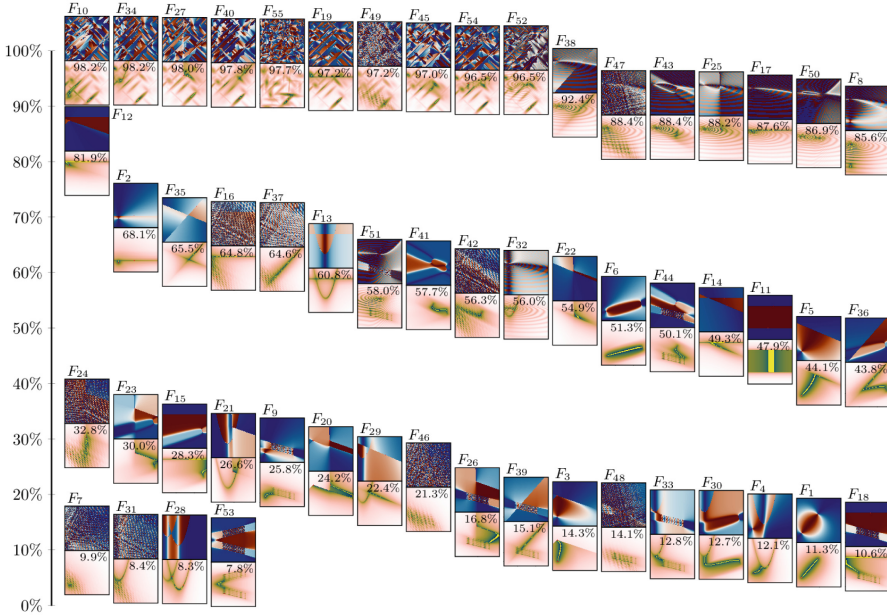 F10 F34 F27 F40 F55 F19 F49 F45 F54 F52
F38
F47 F43 F25 F17 F50 F8
100%
98.2% 98.2% 98.0% 97.8% 97.7% 97.2% 97.2% 97.0% 96.5% 96.5%
92.4%
88.4% 88.4% 88.2% 87.6% 86.9% 85.6%
90%
F12
81.9%
80%
F2 F35 F16 F37 F13 F51 F41 F42 F32 F22 F6 F44 F14 F11 F5 F36
70%
68.1% 65.5% 64.8% 64.6% 60.8% 58.0% 57.7% 56.3% 56.0% 54.9% 51.3% 50.1% 49.3% 47.9% 44.1% 43.8%
60%
50%
40%
F24 F23 F15 F21 F9 F20 F29 F46 F26 F39 F3 F48 F33 F30 F4 F1 F18
32.8% 30.0% 28.3% 26.6% 25.8% 24.2% 22.4% 21.3% 16.8% 15.1% 14.3% 14.1% 12.8% 12.7% 12.1% 11.3% 10.6%
30%
20%
F7 F31 F28 F53
10%
9.9% 8.4% 8.3% 7.8%
0%